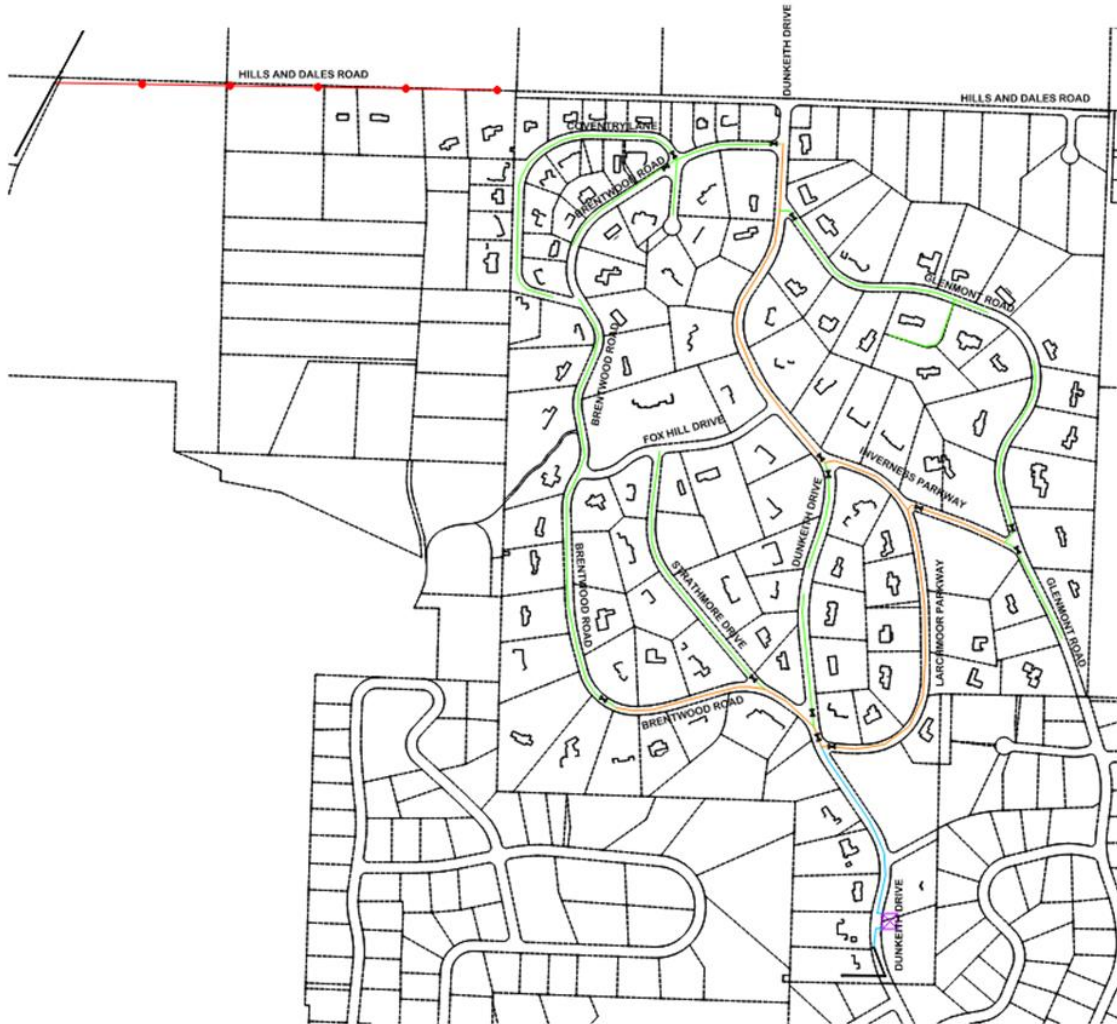 DUNKEITH DRIVE
HILLS AND DALES ROAD
HILLS AND DALES ROAD
COVENTRY LANE
BRENTWOOD ROAD
GLENMONT ROAD
BRENTWOOD ROAD
FOX HILL DRIVE
INVERNESS PARKWAY
DUNKEITH DRIVE
BRENTWOOD ROAD
STRATHMORE DRIVE
LARCHMOOR PARKWAY
GLENMONT ROAD
BRENTWOOD ROAD
DUNKEITH DRIVE